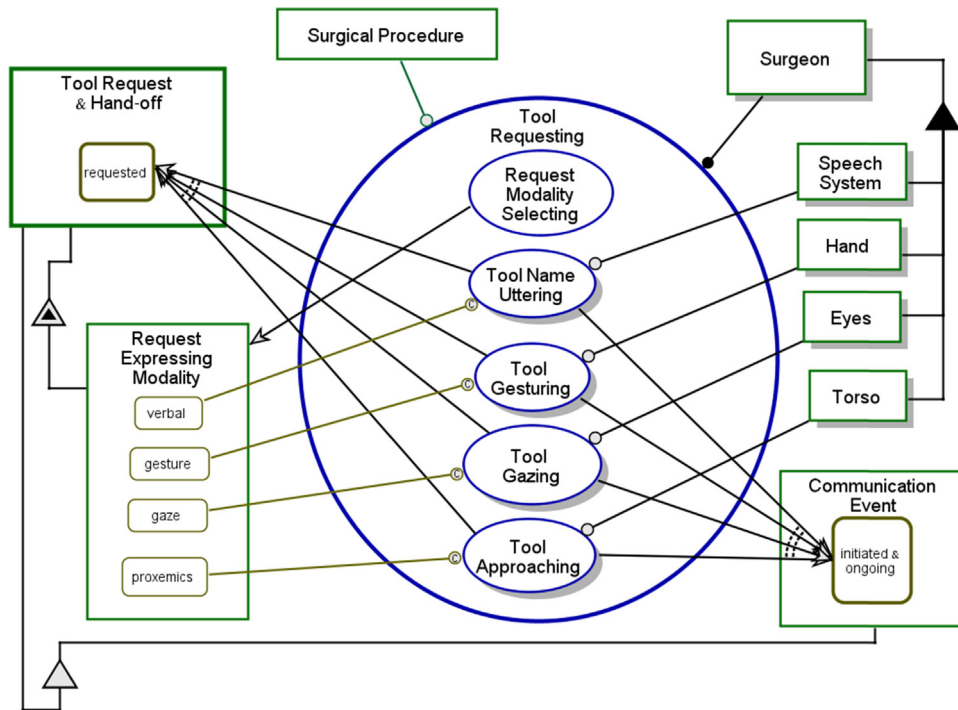 Surgical Procedure
Surgeon
Tool Request
& Hand-off
requested
Tool
Requesting
Request
Modality
Selecting
Speech
System
Tool Name
Uttering
Hand
Request
Expressing
Modality
Eyes
Tool
Gesturing
Torso
verbal
gesture
gaze
proxemics
C
C
C
C
Tool
Gazing
Tool
Approaching
Communication
Event
initiated &
ongoing